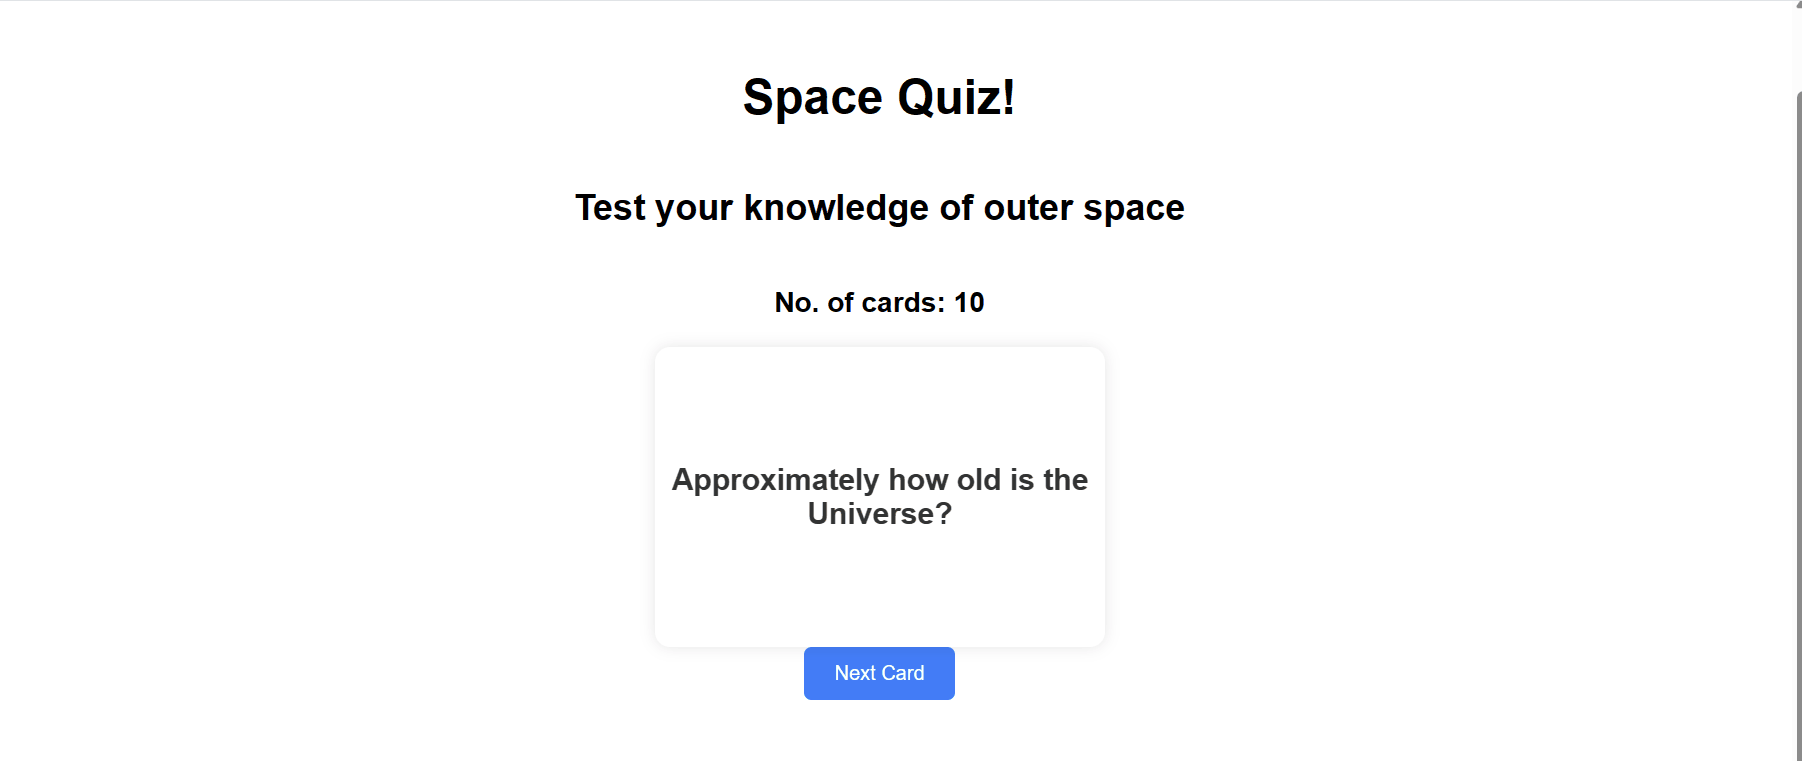 Space Quiz!
Test your knowledge of outer space
No. of cards: 10
Approximately how old is the
Universe?
Next Card